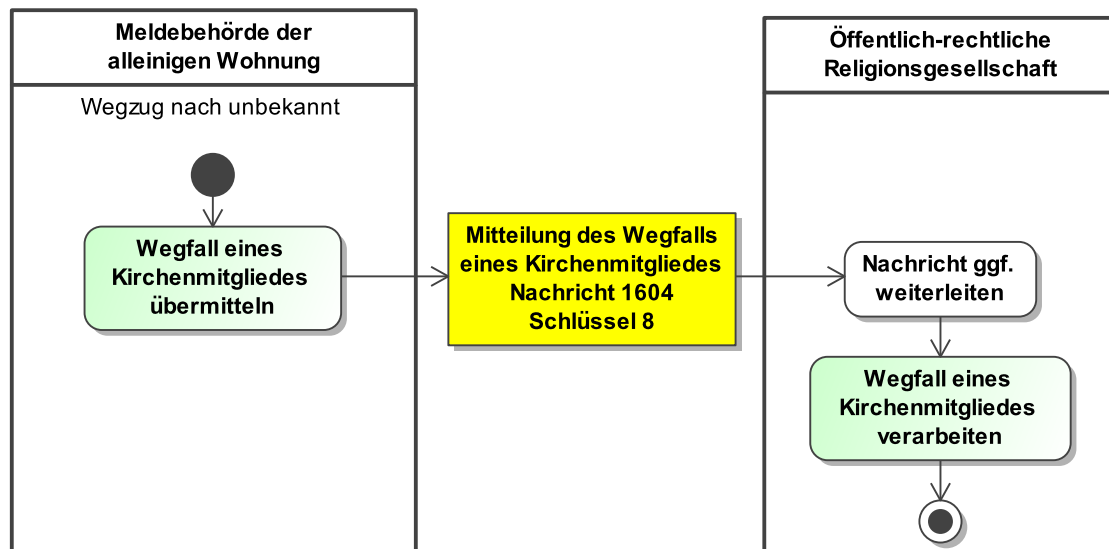 Meldebehörde der
alleinigen Wohnung
Wegzug nach unbekannt
Wegfall eines
Kirchenmitgliedes
übermitteln
Mitteilung des Wegfalls
eines Kirchenmitgliedes
Nachricht 1604
Schlüssel 8
Öffentlich-rechtliche
Religionsgesellschaft
Nachricht ggf.
weiterleiten
Wegfall eines
Kirchenmitgliedes
verarbeiten